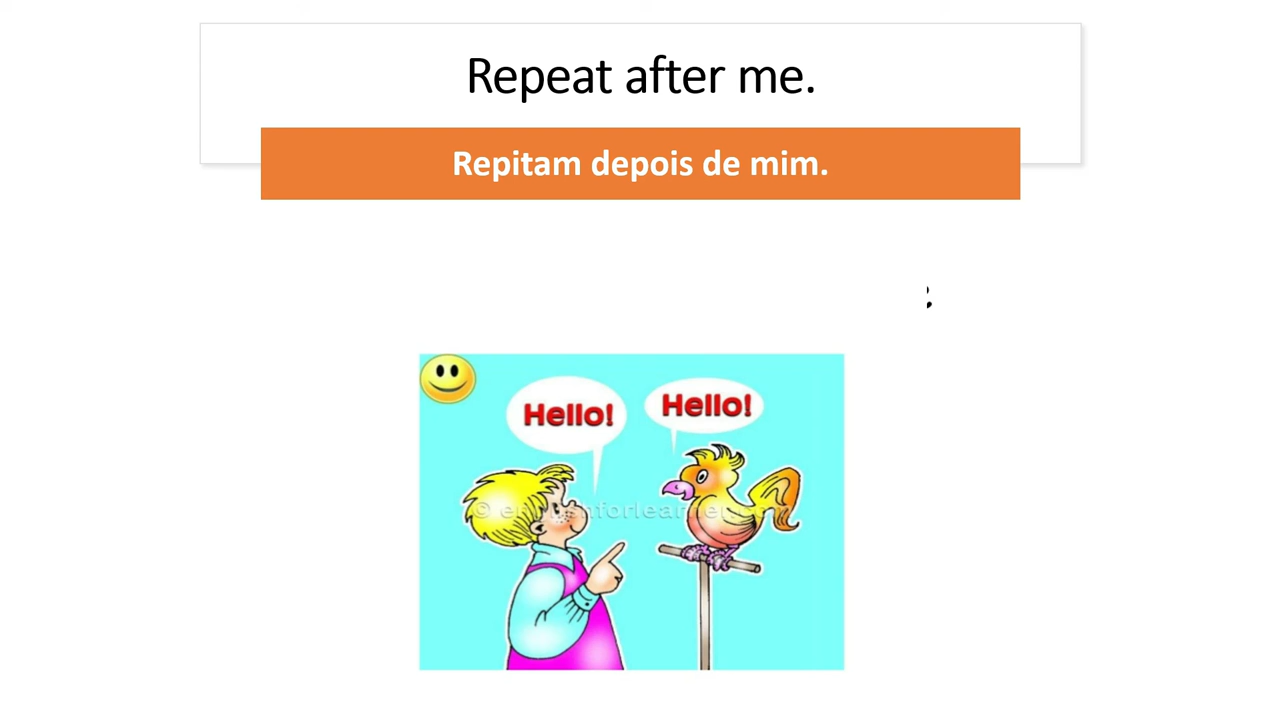 Repeat after me.
Repitam depois de mim.
Hello!
Hello!